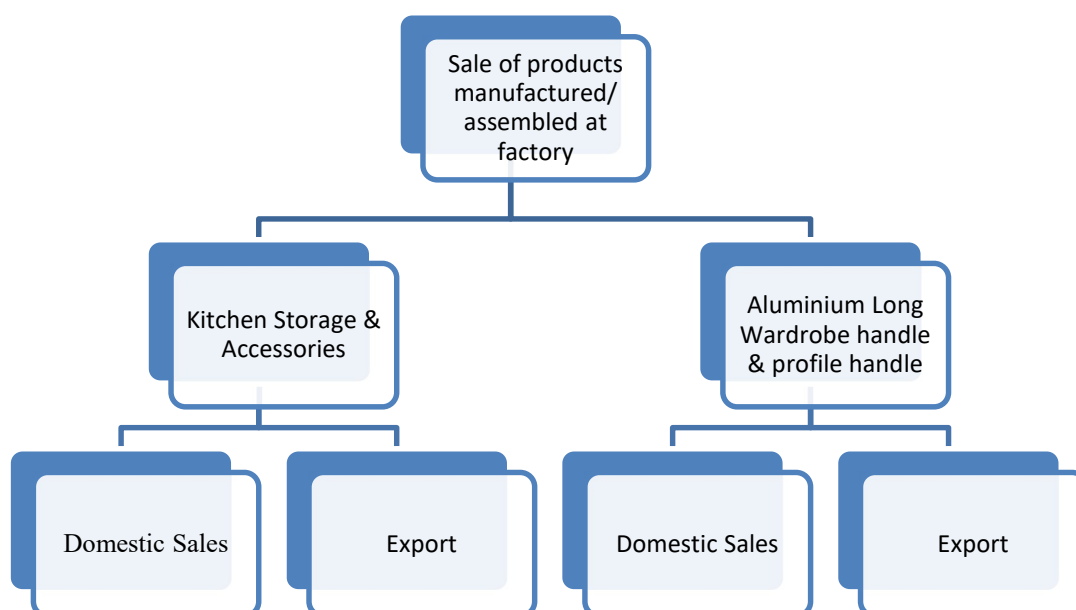 Sale of products
manufactured/
assembled at
factory
Kitchen Storage &
Accessories
Aluminium Long
Wardrobe handle
& profile handle
Domestic Sales
Export
Domestic Sales
Export